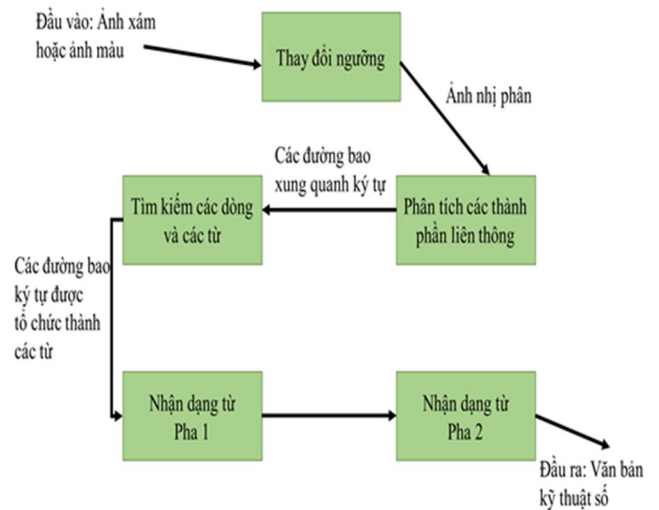 Đầu vào: Ảnh xám
hoặc ảnh màu
Thay đổi ngưỡng
Ảnh nhị phân
Các đường bao
xung quanh ký tự
Tìm kiếm các dòng
và các từ
Phân tích các thành
phần liên thông
Các đường bao
ký tự được
tổ chức thành
các từ
Nhận dạng từ
Pha 1
Nhận dạng từ
Pha 2
Đầu ra: Văn bản
kỹ thuật số